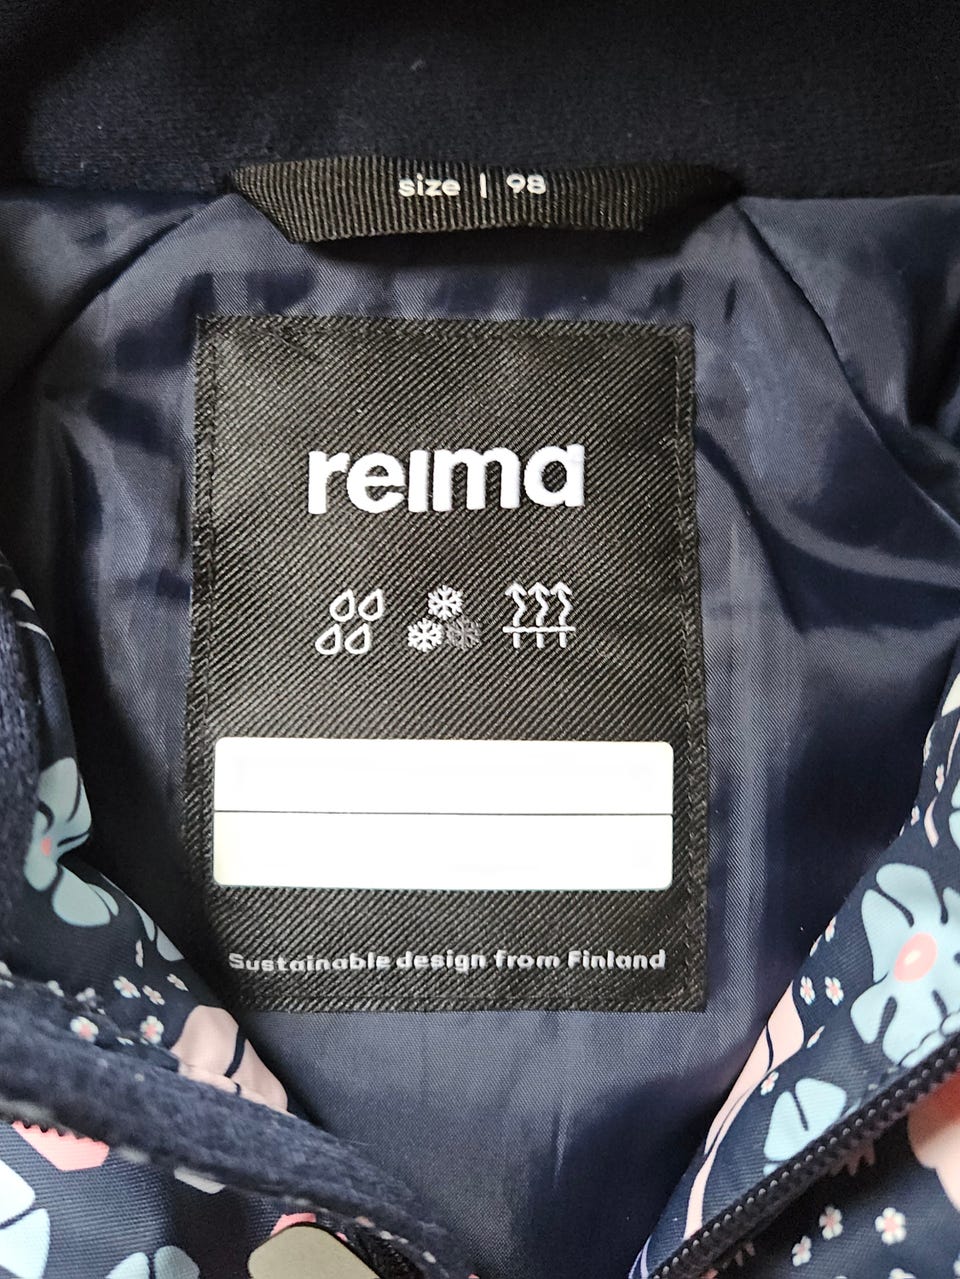 size | 98
reima
Sustainable design from Finland